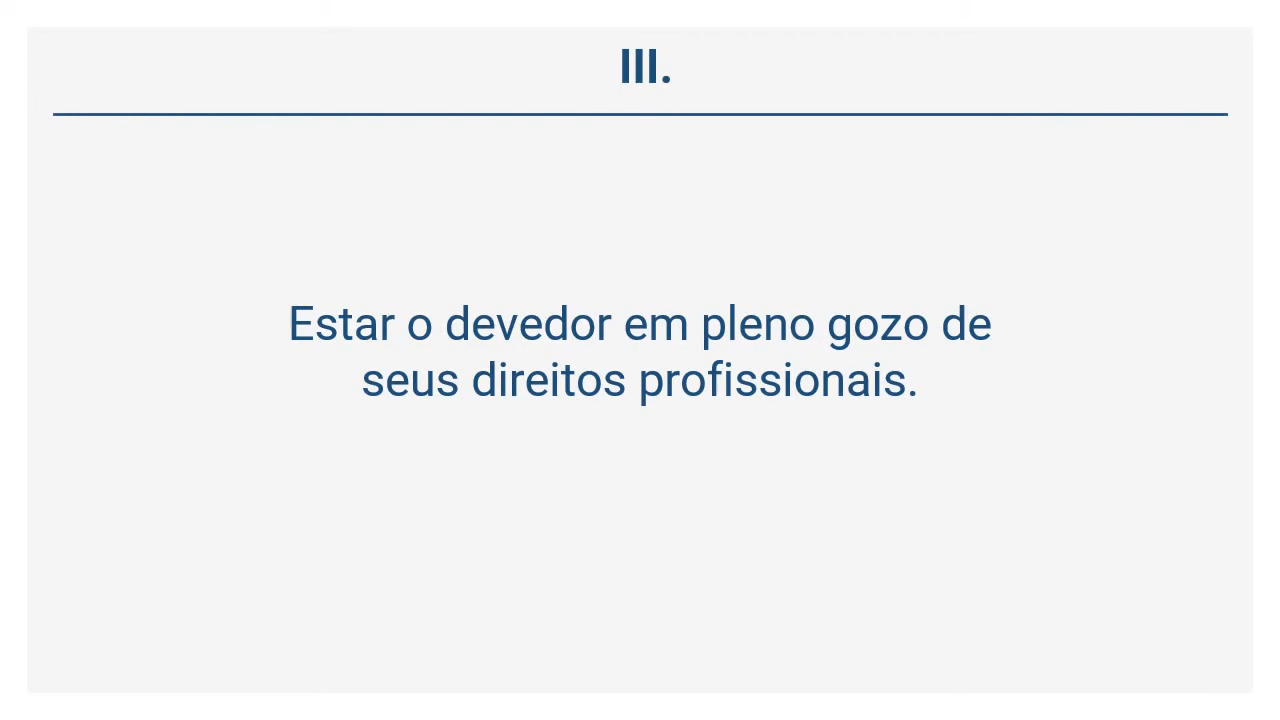 III.
Estar o devedor em pleno gozo de
seus direitos profissionais.